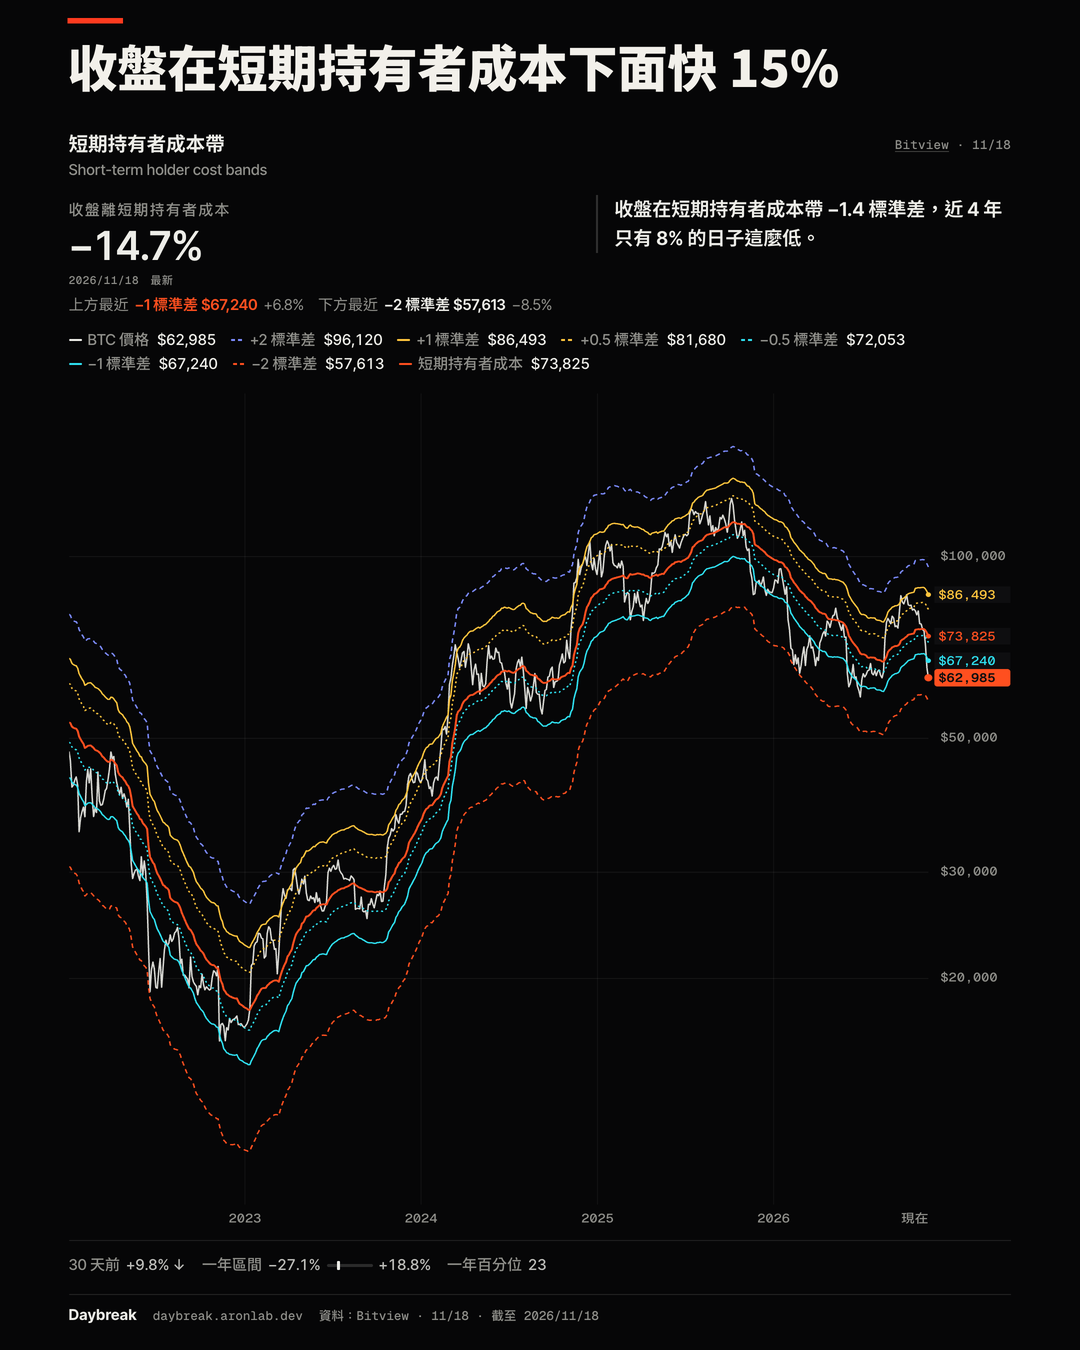 收盤在短期持有者成本下面快 15%
短期持有者成本帶
Bitview · 11/18
Short-term holder cost bands
收盤離短期持有者成本
−14.7%
2026/11/18 最新
收盤在短期持有者成本帶 −1.4 標準差，近 4 年
只有 8% 的日子這麼低。
上方最近 −1 標準差 $67,240 +6.8% 下方最近 −2 標準差 $57,613 −8.5%
BTC 價格 $62,985 +2 標準差 $96,120 +1 標準差 $86,493 +0.5 標準差 $81,680 −0.5 標準差 $72,053
−1 標準差 $67,240 −2 標準差 $57,613 短期持有者成本 $73,825
$100,000
$86,493
$73,825
$67,240
$62,985
$50,000
$30,000
$20,000
2023 2024 2025 2026 現在
30 天前 +9.8% ↓ 一年區間 −27.1% +18.8% 一年百分位 23
Daybreak daybreak.aronlab.dev 資料：Bitview · 11/18 · 截至 2026/11/18